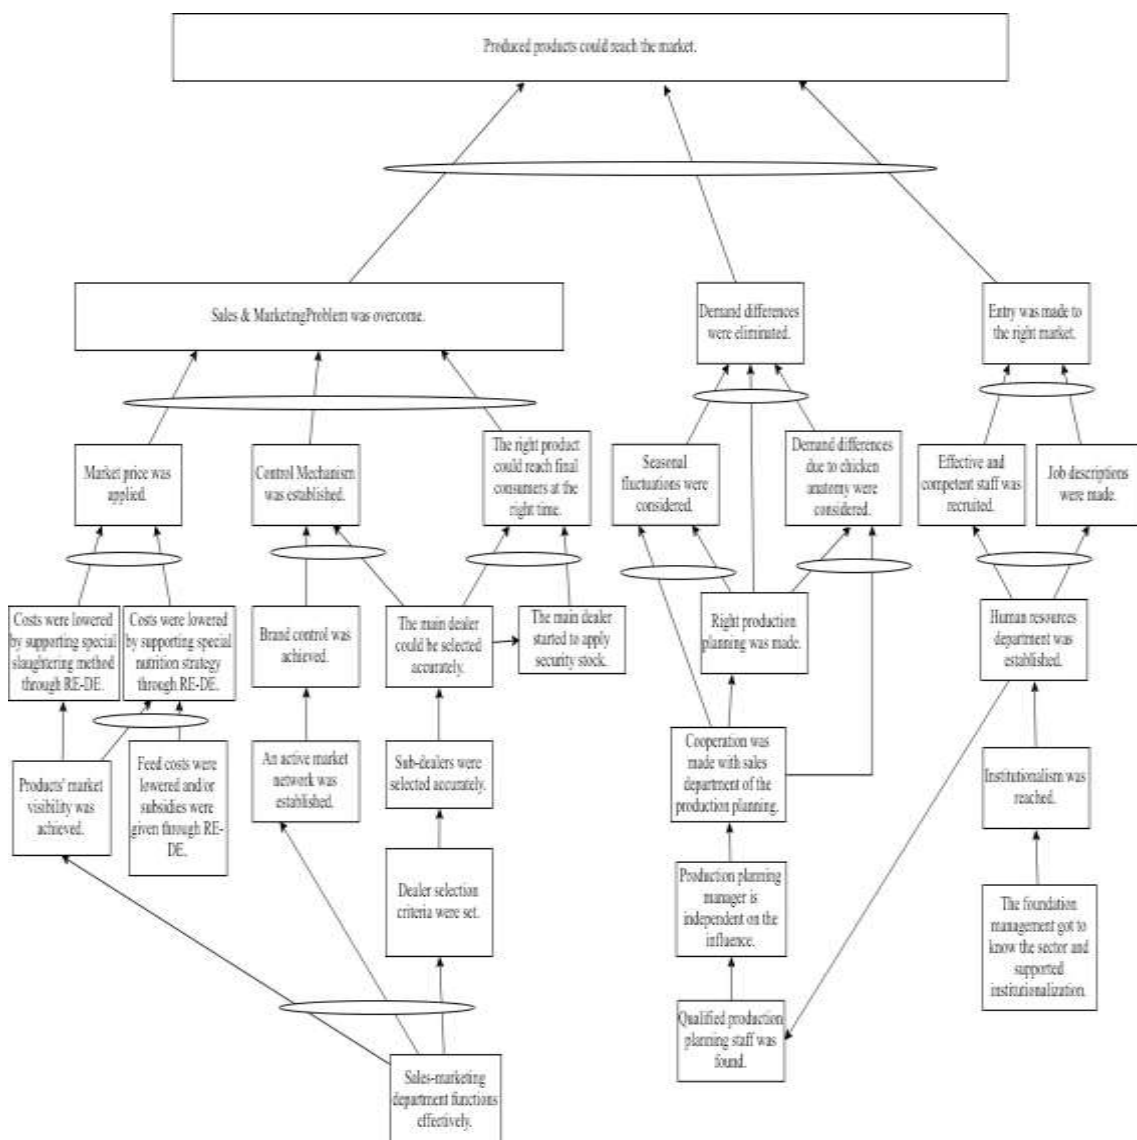 Produced products could reach the market.
Sales & MarketingProblem was overcome.
Demand differences
were eliminated.
Entry was made to
the right market.
Market price was
applied.
Control Mechanism
was established.
The right product
could reach final
consumers at the
right time.
Seasonal
fluctuations were
considered.
Demand differences
due to chicken
anatomy were
considered.
Effective and
competent staff was
recruited.
Job descriptions
were made.
Costs were lowered
by supporting special
slaughtering method
through RE-DE.
Costs were lowered
by supporting special
nutrition strategy
through RE-DE.
Brand control was
achieved.
The main dealer
could be selected
accurately.
The main dealer
started to apply
security stock.
Right production
planning was made.
Human resources
department was
established.
Products' market
visibility was
achieved.
Feed costs were
lowered and/or
subsidies were
given through RE-
DE.
An active market
network was
established.
Sub-dealers were
selected accurately.
Cooperation was
made with sales
department of the
production planning.
Institutionalism was
reached.
Dealer selection
criteria were set.
Production planning
manager is
independent on the
influence.
The foundation
management got to
know the sector and
supported
institutionalization.
Qualified production
planning staff was
found.
Sales-marketing
department functions
effectively.